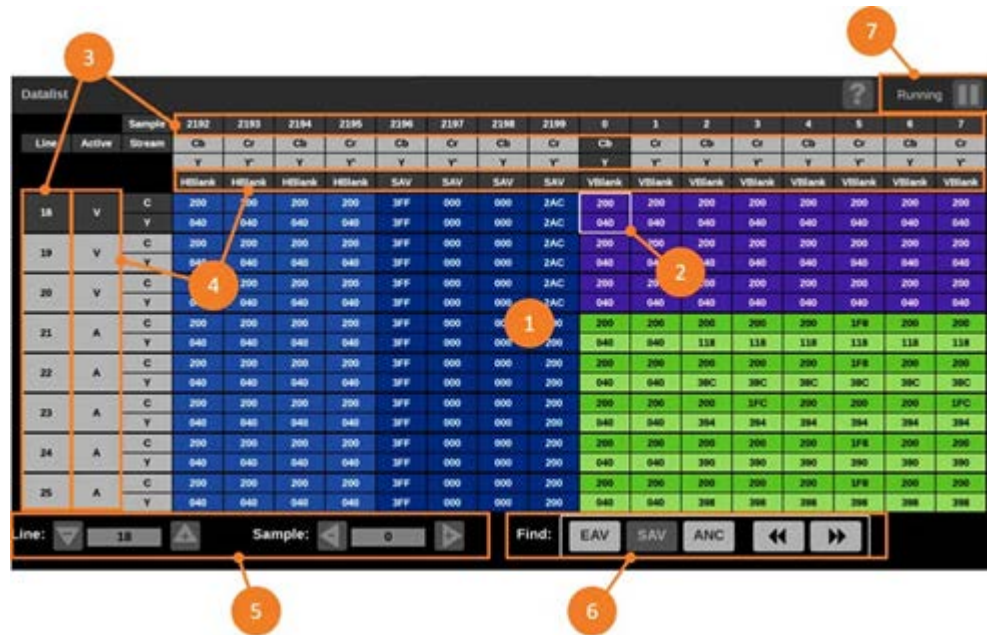 7
3
Datalist ? Running
Sample 2192 2193 2194 2195 2196 2197 2198 2199 0 1 2 3 4 5 6 7
Line Active Stream Cb Cr Cb Cr Cb Cr Cb Cr Cb Cr Cb Cr Cb Cr Cb Cr
Y Y' Y Y' Y Y' Y Y' Y Y' Y Y' Y Y' Y Y'
HBlank HBlank HBlank HBlank SAV SAV SAV SAV VBlank VBlank VBlank VBlank VBlank VBlank VBlank VBlank
18 V C 200 200 200 200 3FF 000 000 2AC 200 200 200 200 200 200 200 200
Y 040 040 040 040 3FF 000 000 2AC 040 040 040 040 040 040 040 040
19 V C 200 200 200 200 3FF 000 000 2AC 200 200 200 200 200 200 200 200
Y 040 040 040 3FF 000 000 2AC 040 040 040 040 040 040 040
4 2
20 V C 200 200 200 3FF 000 000 2AC 200 200 200 200 200 200 200
Y 040 040 040 3FF 000 000 2AC 040 040 040 040 040 040 040 040
1
21 A C 200 200 200 200 3FF 000 200 200 200 200 200 1F8 200 200
Y 040 040 040 040 3FF 000 000 200 040 040 118 118 118 118 118 118
22 A C 200 200 200 200 3FF 000 000 200 200 200 200 200 200 1F8 200 200
Y 040 040 040 040 3FF 000 000 200 040 040 38C 38C 38C 38C 38C 38C
23 A C 200 200 200 200 3FF 000 000 200 200 200 200 1FC 200 200 200 1FC
Y 040 040 040 040 3FF 000 000 200 040 040 394 394 394 394 394 394
24 A C 200 200 200 200 3FF 000 000 200 200 200 200 200 200 1F8 200 200
Y 040 040 040 040 3FF 000 000 200 040 040 390 390 390 390 390 390
25 A C 200 200 200 200 3FF 000 000 200 200 200 200 200 200 1F8 200 200
Y 040 040 040 040 3FF 000 000 200 040 040 398 398 398 398 398 398
Line: 18 Sample: 0 Find: EAV SAV ANC
5 6